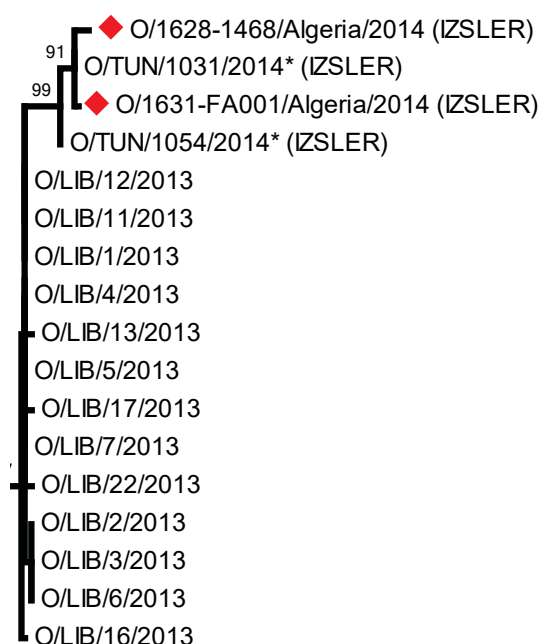 O/1628-1468/Algeria/2014 (IZSLER)
91
O/TUN/1031/2014* (IZSLER)
99
O/1631-FA001/Algeria/2014 (IZSLER)
O/TUN/1054/2014* (IZSLER)
O/LIB/12/2013
O/LIB/11/2013
O/LIB/1/2013
O/LIB/4/2013
O/LIB/13/2013
O/LIB/5/2013
O/LIB/17/2013
O/LIB/7/2013
O/LIB/22/2013
O/LIB/2/2013
O/LIB/3/2013
O/LIB/6/2013
O/LIB/16/2013